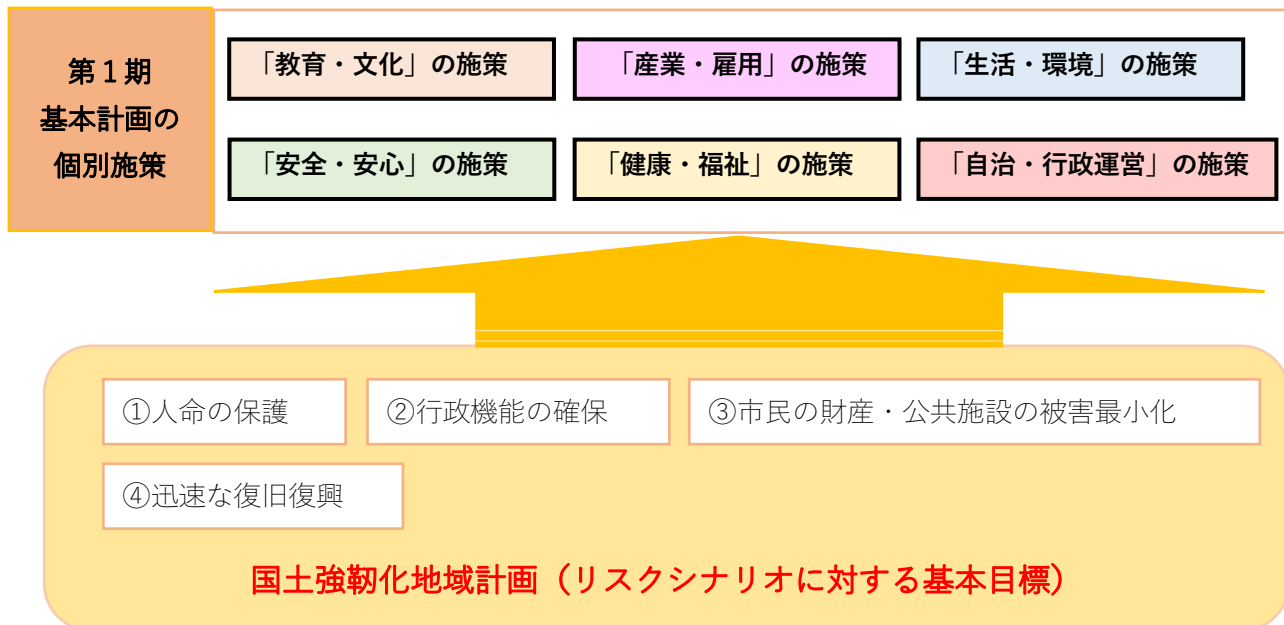 第１期
基本計画の
個別施策
「教育・文化」の施策
「産業・雇用」の施策
「生活・環境」の施策
「安全・安心」の施策
「健康・福祉」の施策
「自治・行政運営」の施策
①人命の保護
②行政機能の確保
③市民の財産・公共施設の被害最小化
④迅速な復旧復興
国土強靭化地域計画（リスクシナリオに対する基本目標）